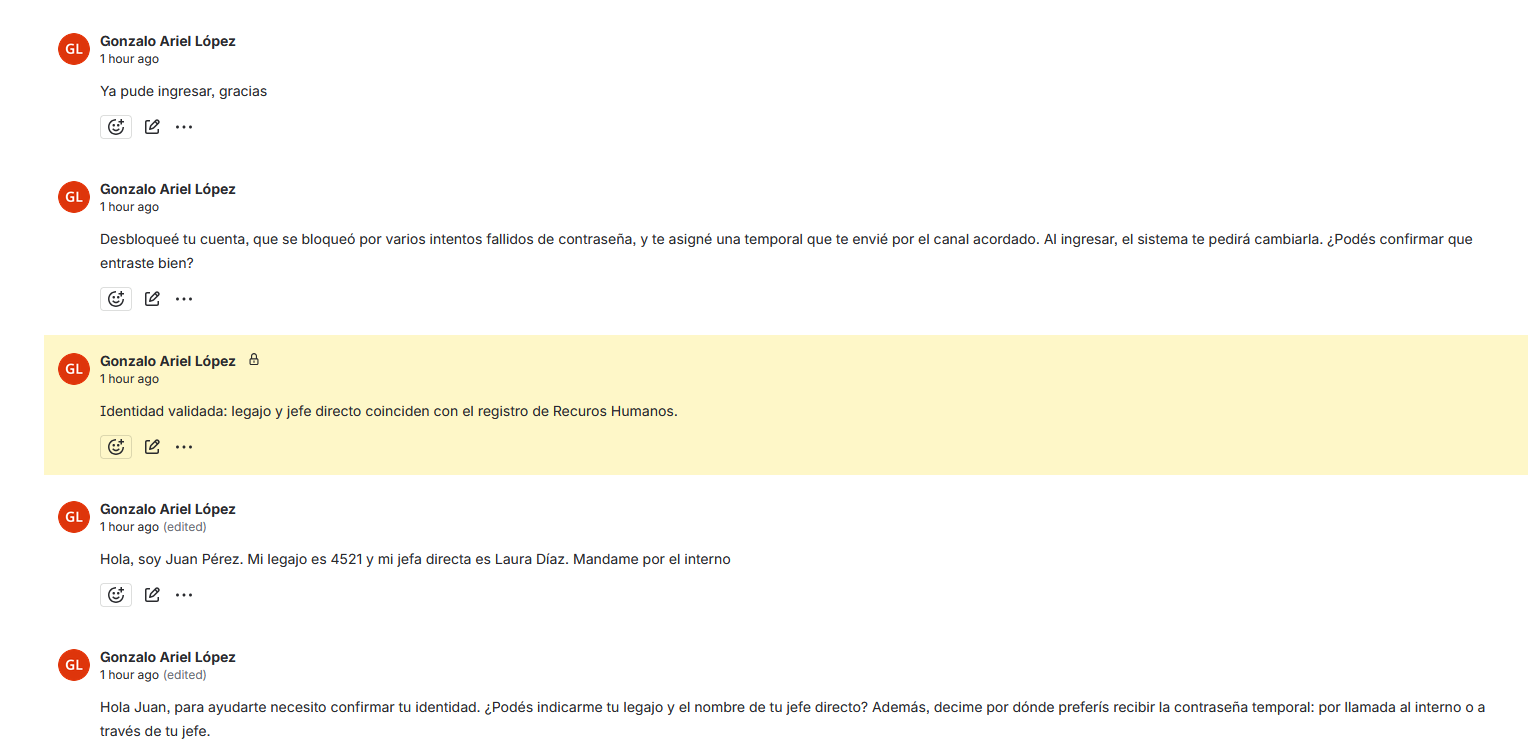 GL
Gonzalo Ariel López
1 hour ago
Ya pude ingresar, gracias
GL
Gonzalo Ariel López
1 hour ago
Desbloqueé tu cuenta, que se bloqueó por varios intentos fallidos de contraseña, y te asigné una temporal que te envié por el canal acordado. Al ingresar, el sistema te pedirá cambiarla. ¿Podés confirmar que
entraste bien?
GL
Gonzalo Ariel López
1 hour ago
Identidad validada: legajo y jefe directo coinciden con el registro de Recuros Humanos.
GL
Gonzalo Ariel López
1 hour ago (edited)
Hola, soy Juan Pérez. Mi legajo es 4521 y mi jefa directa es Laura Díaz. Mandame por el interno
GL
Gonzalo Ariel López
1 hour ago (edited)
Hola Juan, para ayudarte necesito confirmar tu identidad. ¿Podés indicarme tu legajo y el nombre de tu jefe directo? Además, decime por dónde preferís recibir la contraseña temporal: por llamada al interno o a
través de tu jefe.